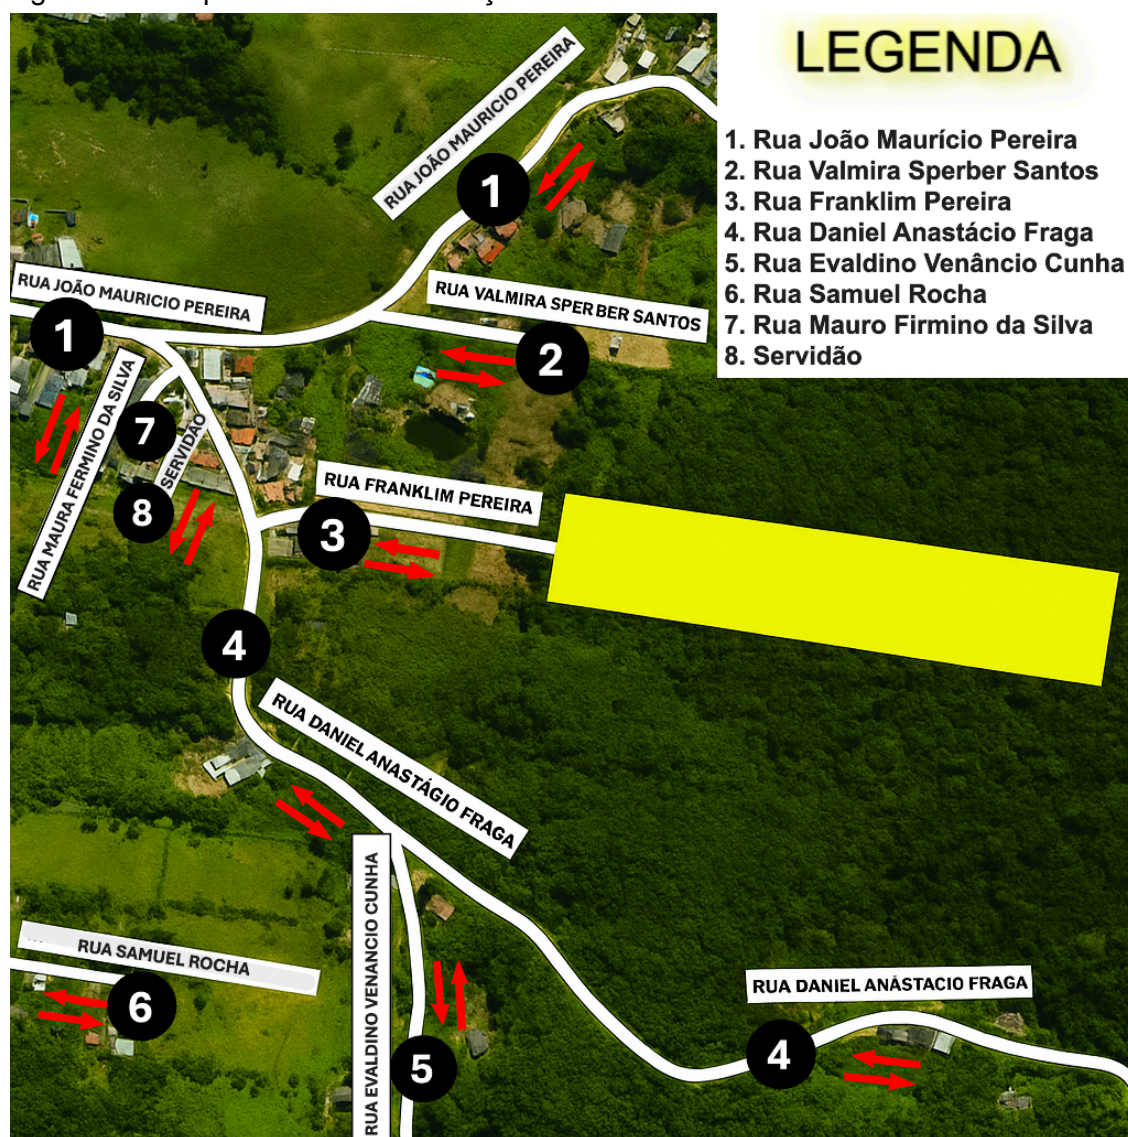 LEGENDA
1. Rua João Maurício Pereira
2. Rua Valmira Sperber Santos
3. Rua Franklim Pereira
4. Rua Daniel Anastácio Fraga
5. Rua Evaldino Venâncio Cunha
6. Rua Samuel Rocha
7. Rua Mauro Firmino da Silva
8. Servidão
RUA JOÃO MAURICIO PEREIRA
1
RUA JOÃO MAURICIO PEREIRA
1
RUA VALMIRA SPERBER SANTOS
2
RUA MAURA FERMINO DA SILVA
7
SERVIDÃO
8
RUA FRANKLIM PEREIRA
3
4
RUA DANIEL ANASTÁGIO FRAGA
RUA EVALDINO VENANCIO CUNHA
5
RUA SAMUEL ROCHA
6
RUA DANIEL ANÁSTACIO FRAGA
4